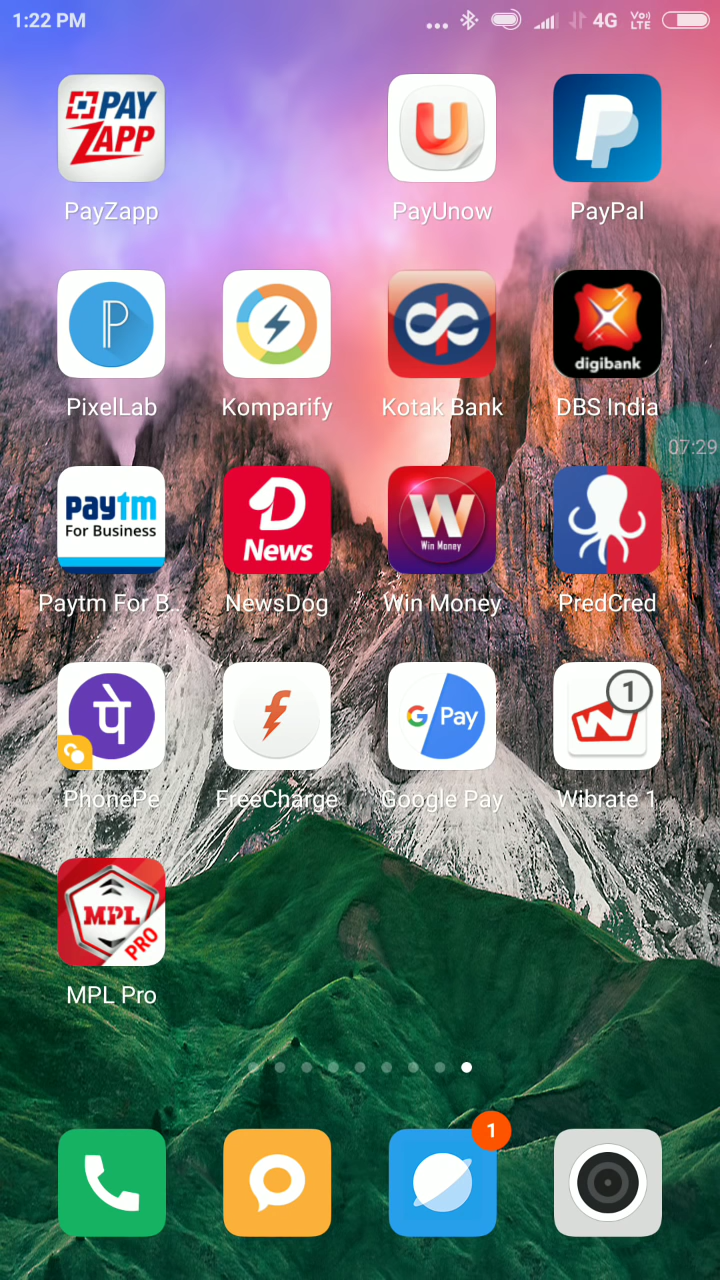 1:22 PM
... 4G Vo)) LTE
PAY
ZAPP
U
PayZapp
PayUnow
PayPal
P
digibank
PixelLab
Komparify
Kotak Bank
DBS India
07:29
paytm
For Business
News
W
Win Money
Paytm For B..
NewsDog
Win Money
PredCred
पे
f
G Pay
W
1
PhonePe
FreeCharge
Google Pay
Wibrate 1
MPL
PRO
MPL Pro
1